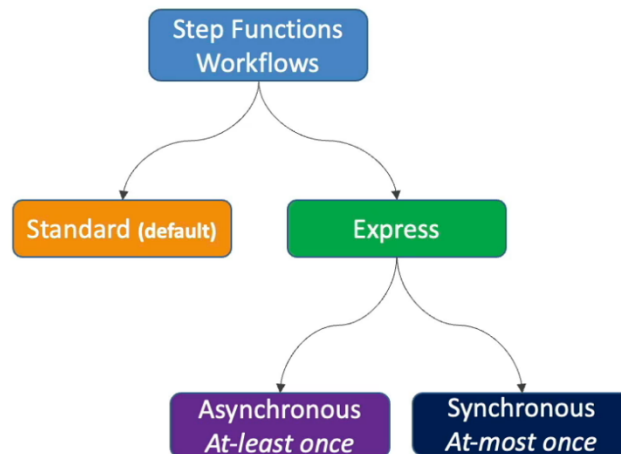 Step Functions
Workflows
Standard (default)
Express
Asynchronous
At-least once
Synchronous
At-most once